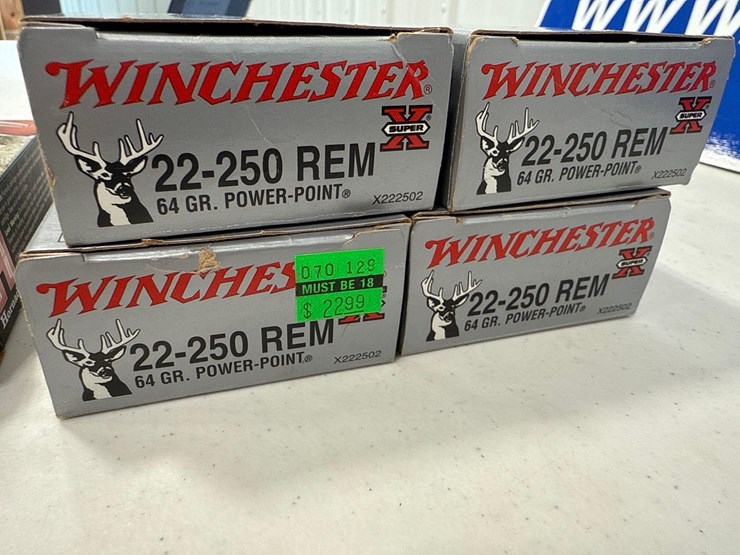 WWW
WINCHESTER®
SUPER X
22-250 REM
64 GR. POWER-POINT®
X222502
WINCHESTER®
SUPER X
22-250 REM
64 GR. POWER-POINT®
X222502
WINCHES
070 129
MUST BE 18
$ 2299
22-250 REM
64 GR. POWER-POINT®
X222502
WINCHESTER®
SUPER X
22-250 REM
64 GR. POWER-POINT®
X222502